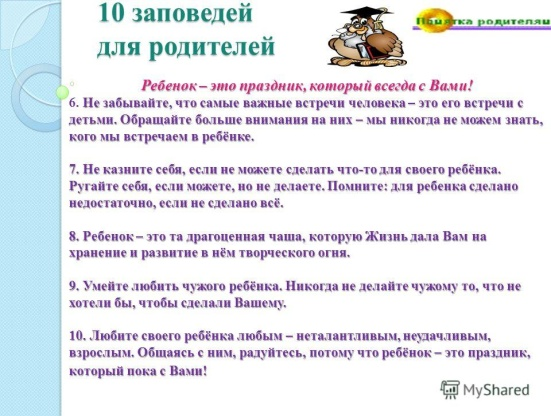 10 заповедей
для родителей
Памятка родителям
Ребенок – это праздник, который всегда с Вами!
6. Не забывайте, что самые важные встречи человека – это его встречи с
детьми. Обращайте больше внимания на них – мы никогда не можем знать,
кого мы встречаем в ребёнке.
7. Не казните себя, если не можете сделать что-то для своего ребёнка.
Ругайте себя, если можете, но не делаете. Помните: для ребенка сделано
недостаточно, если не сделано всё.
8. Ребенок – это та драгоценная чаша, которую Жизнь дала Вам на
хранение и развитие в нём творческого огня.
9. Умейте любить чужого ребёнка. Никогда не делайте чужому то, что не
хотели бы, чтобы сделали Вашему.
10. Любите своего ребёнка любым – неталантливым, неудачливым,
взрослым. Общаясь с ним, радуйтесь, потому что ребёнок – это праздник,
который пока с Вами!
MyShared